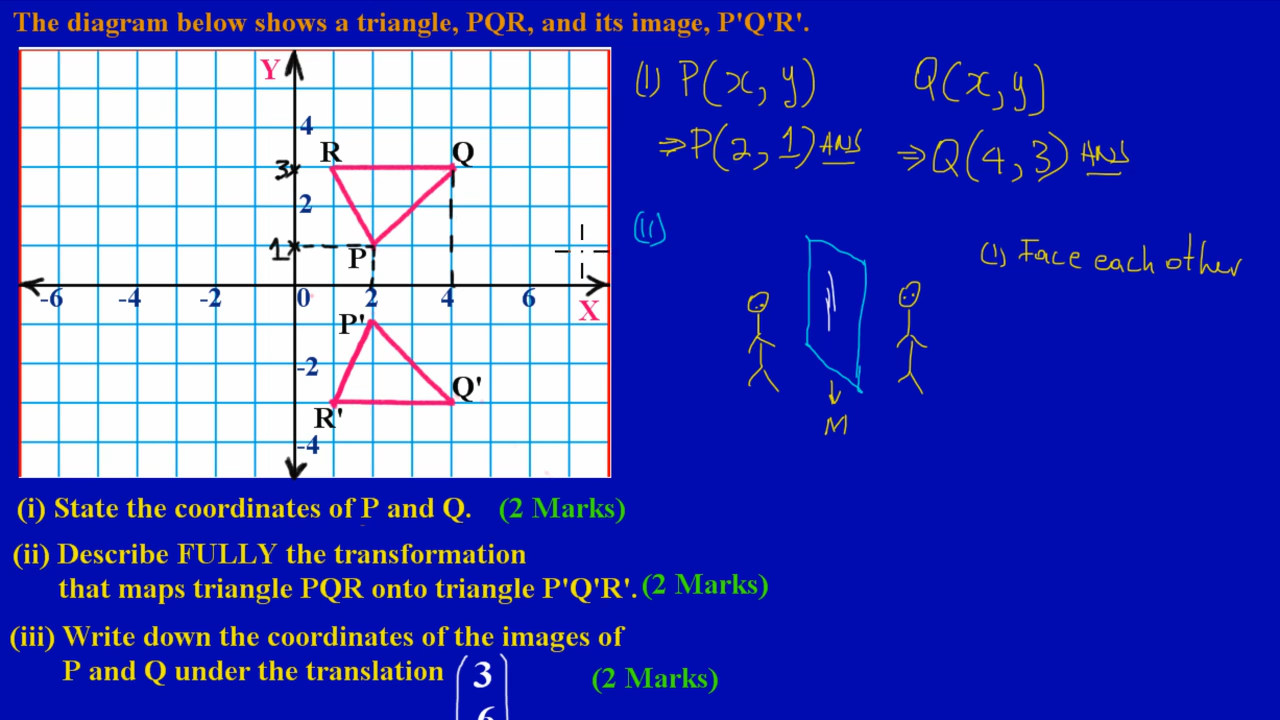 The diagram below shows a triangle, PQR, and its image, P'Q'R'.
Y
4
R
Q
3
2
1
P
-6
-4
-2
0
2
4
6
X
P'
-2
Q'
R'
-4
(i) P(x, y)
Q(x, y)
⇒P(2, 1) ANS
⇒Q(4, 3) ANS
(ii)
(i) Face each other
M
(i) State the coordinates of P and Q. (2 Marks)
(ii) Describe FULLY the transformation
that maps triangle PQR onto triangle P'Q'R'. (2 Marks)
(iii) Write down the coordinates of the images of
P and Q under the translation (3 (2 Marks)